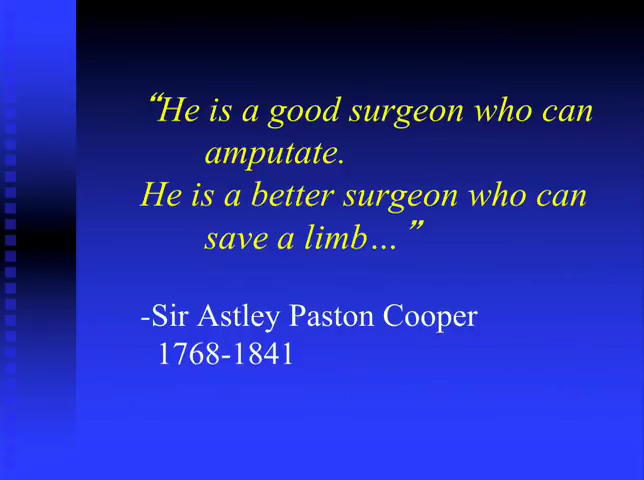 “He is a good surgeon who can
amputate.
He is a better surgeon who can
save a limb…”
-Sir Astley Paston Cooper
1768-1841